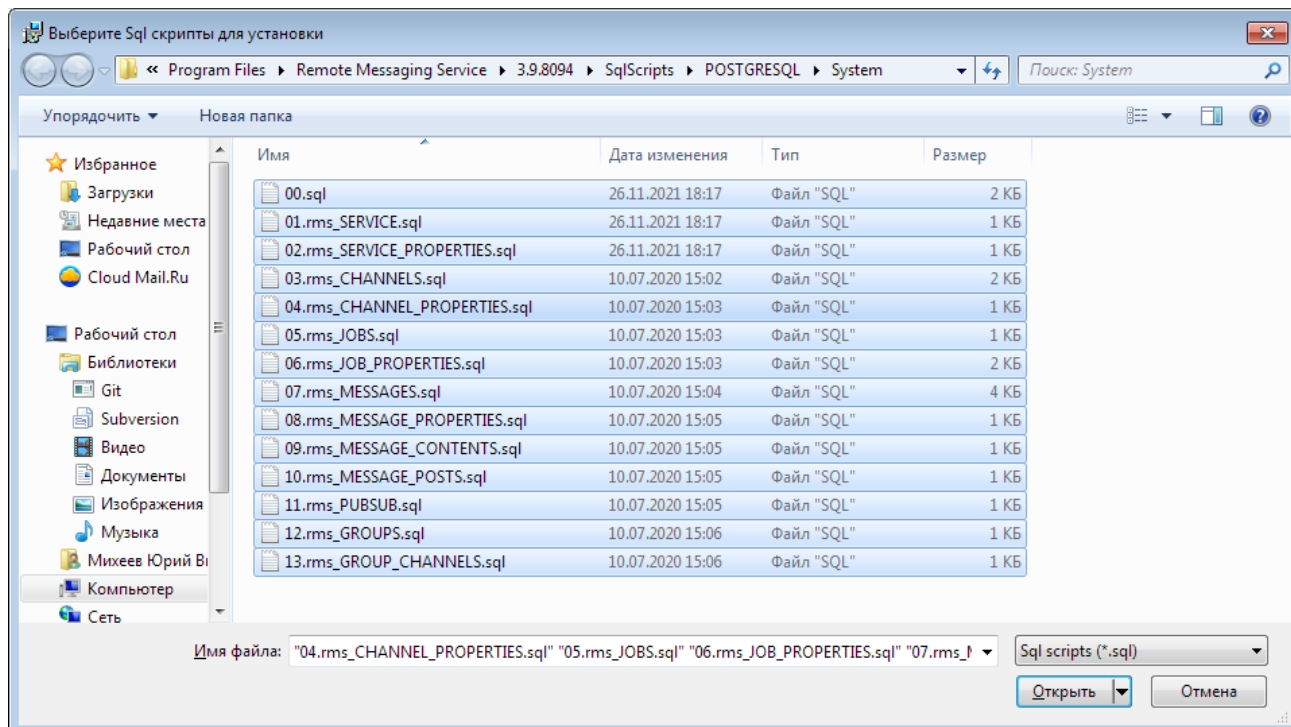 Выберите Sql скрипты для установки
« Program Files ▸ Remote Messaging Service ▸ 3.9.8094 ▸ SqlScripts ▸ POSTGRESQL ▸ System
Поиск: System
Упорядочить ▼ Новая папка
Имя Дата изменения Тип Размер
Избранное
Загрузки
Недавние места
Рабочий стол
Cloud Mail.Ru
Рабочий стол
Библиотеки
Git
Subversion
Видео
Документы
Изображения
Музыка
Михеев Юрий
Компьютер
Сеть
00.sql 26.11.2021 18:17 Файл "SQL" 2 КБ
01.rms_SERVICE.sql 26.11.2021 18:17 Файл "SQL" 1 КБ
02.rms_SERVICE_PROPERTIES.sql 26.11.2021 18:17 Файл "SQL" 1 КБ
03.rms_CHANNELS.sql 10.07.2020 15:02 Файл "SQL" 2 КБ
04.rms_CHANNEL_PROPERTIES.sql 10.07.2020 15:03 Файл "SQL" 1 КБ
05.rms_JOBS.sql 10.07.2020 15:03 Файл "SQL" 1 КБ
06.rms_JOB_PROPERTIES.sql 10.07.2020 15:03 Файл "SQL" 2 КБ
07.rms_MESSAGES.sql 10.07.2020 15:04 Файл "SQL" 4 КБ
08.rms_MESSAGE_PROPERTIES.sql 10.07.2020 15:05 Файл "SQL" 1 КБ
09.rms_MESSAGE_CONTENTS.sql 10.07.2020 15:05 Файл "SQL" 1 КБ
10.rms_MESSAGE_POSTS.sql 10.07.2020 15:05 Файл "SQL" 1 КБ
11.rms_PUBSUB.sql 10.07.2020 15:05 Файл "SQL" 1 КБ
12.rms_GROUPS.sql 10.07.2020 15:06 Файл "SQL" 1 КБ
13.rms_GROUP_CHANNELS.sql 10.07.2020 15:06 Файл "SQL" 1 КБ
Имя файла: "04.rms_CHANNEL_PROPERTIES.sql" "05.rms_JOBS.sql" "06.rms_JOB_PROPERTIES.sql" "07.rms_
Sql scripts (*.sql)
Открыть Отмена